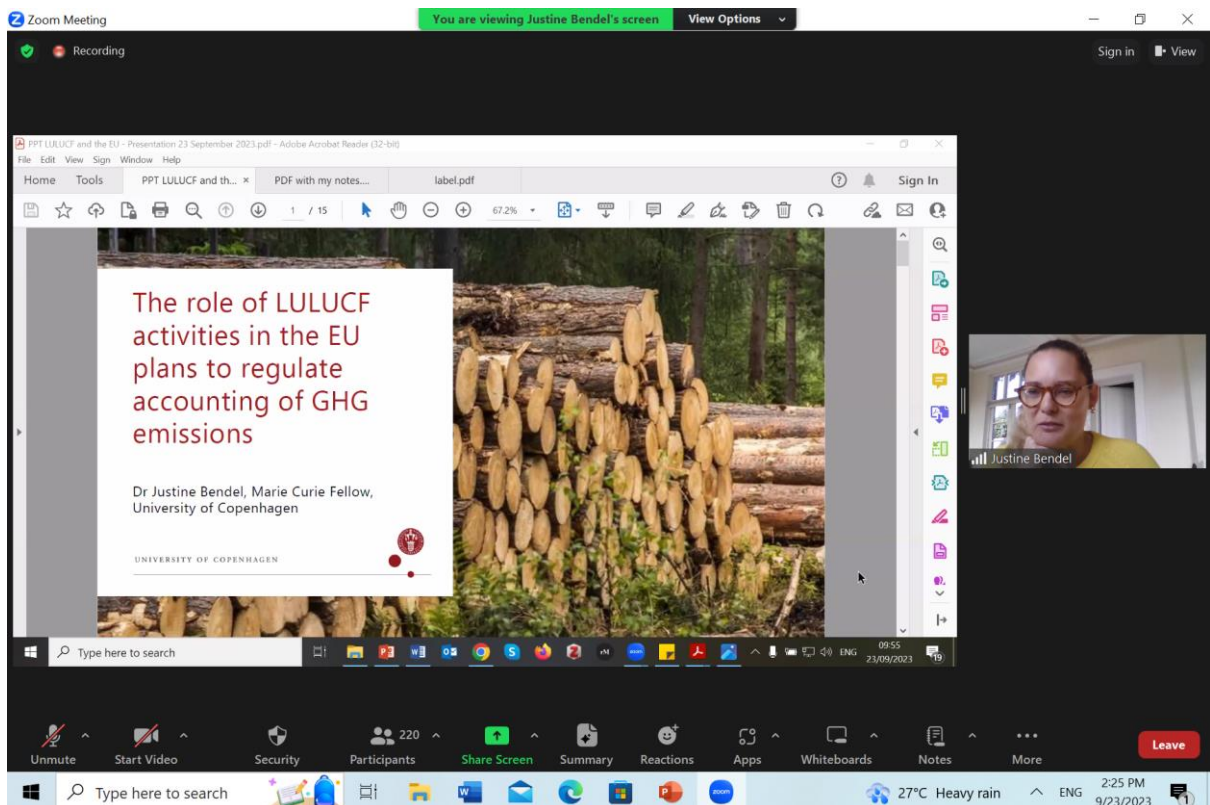 Zoom Meeting
You are viewing Justine Bendel's screen View Options
Recording
Sign in View
PPT LULUCF and the EU - Presentation 23 September 2023.pdf - Adobe Acrobat Reader (32-bit)
File Edit View Sign Window Help
Home Tools PPT LULUCF and th... × PDF with my notes.... label.pdf Sign In
1 / 15 67.2%
The role of LULUCF
activities in the EU
plans to regulate
accounting of GHG
emissions
Dr Justine Bendel, Marie Curie Fellow,
University of Copenhagen
UNIVERSITY OF COPENHAGEN
Justine Bendel
Type here to search
ENG
09:55
23/09/2023
19
220
Unmute Start Video Security Participants Share Screen Summary Reactions Apps Whiteboards Notes More
Leave
Type here to search
27°C Heavy rain ENG
2:25 PM
9/23/2023